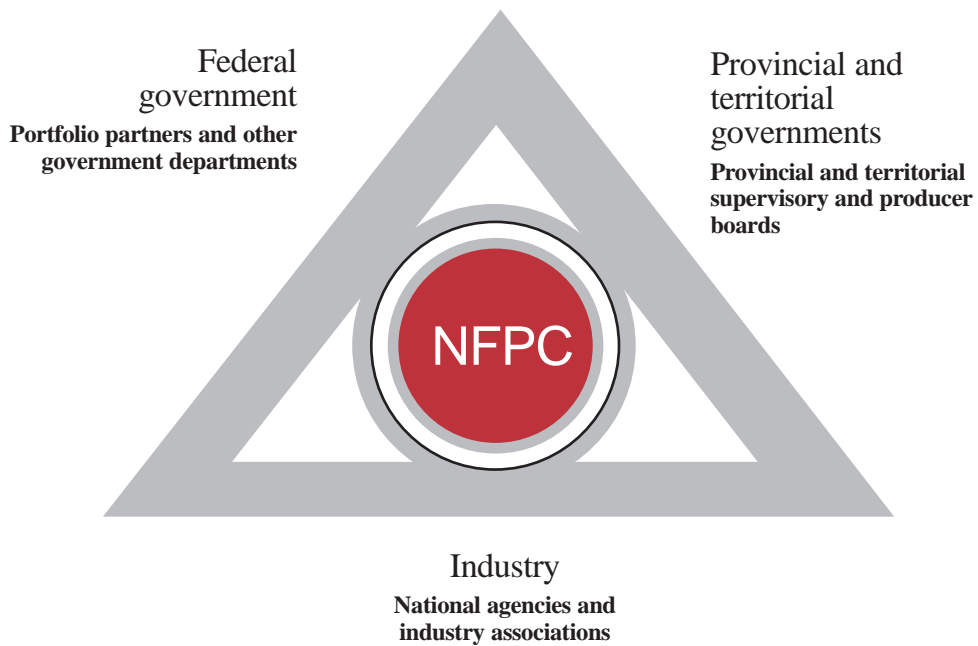 Federal
government
Portfolio partners and other
government departments
Provincial and
territorial
governments
Provincial and territorial
supervisory and producer
boards
NFPC
Industry
National agencies and
industry associations